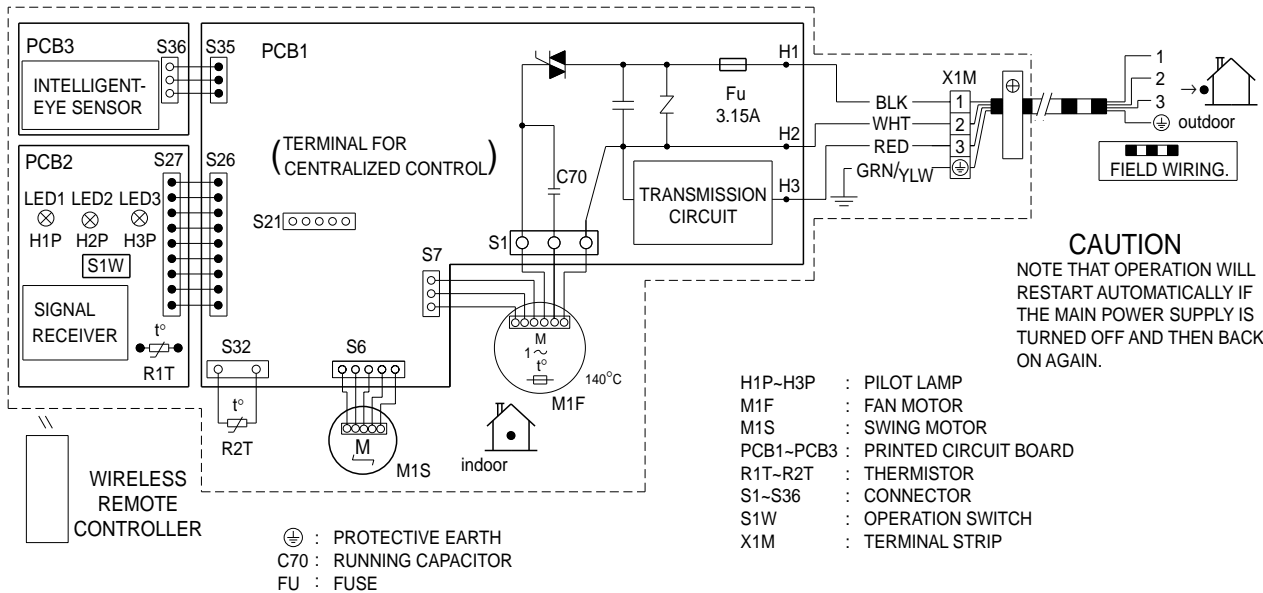 PCB3
S36
S35
PCB1
INTELLIGENT-
EYE SENSOR
H1
Fu
3.15A
BLK
WHT
RED
GRN/YLW
X1M
1
2
3
1
2
3
outdoor
FIELD WIRING.
H2
H3
(TERMINAL FOR
CENTRALIZED CONTROL)
C70
TRANSMISSION
CIRCUIT
PCB2
S27
S26
LED1 LED2 LED3
H1P H2P H3P
S1W
SIGNAL
RECEIVER
t°
R1T
S21
S1
S7
M
1~
t°
140°C
M1F
S32
t°
R2T
S6
M
M1S
indoor
WIRELESS
REMOTE
CONTROLLER
CAUTION
NOTE THAT OPERATION WILL
RESTART AUTOMATICALLY IF
THE MAIN POWER SUPPLY IS
TURNED OFF AND THEN BACK
ON AGAIN.
: PROTECTIVE EARTH
C70 : RUNNING CAPACITOR
FU : FUSE
H1P~H3P : PILOT LAMP
M1F : FAN MOTOR
M1S : SWING MOTOR
PCB1~PCB3 : PRINTED CIRCUIT BOARD
R1T~R2T : THERMISTOR
S1~S36 : CONNECTOR
S1W : OPERATION SWITCH
X1M : TERMINAL STRIP